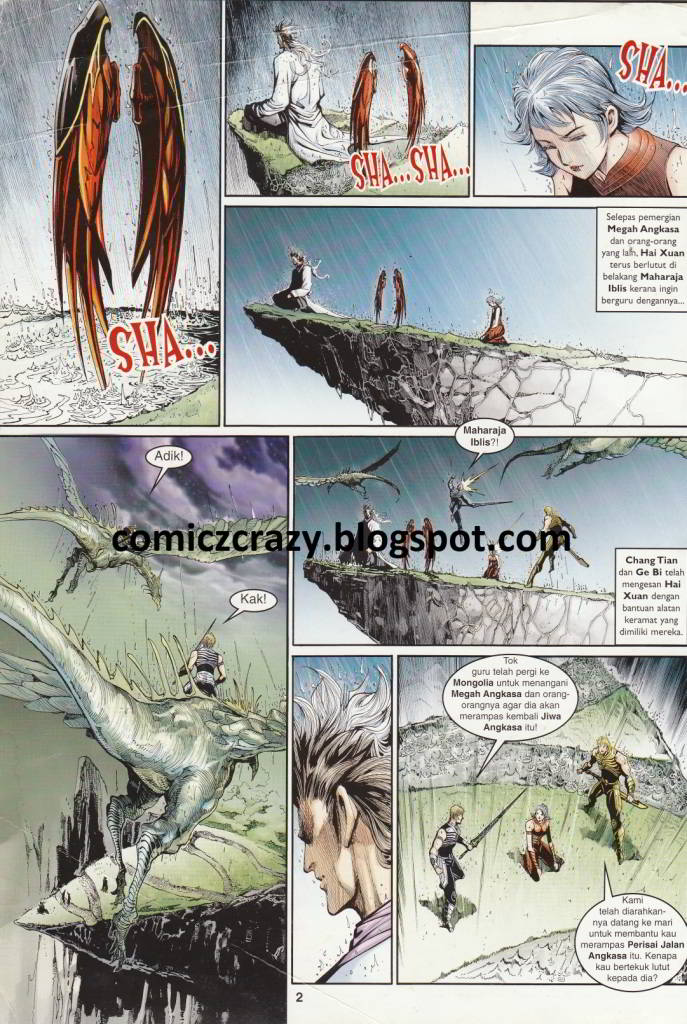 SHA...
SHA...SHA...
SHA...
Selepas pemergian
Megah Angkasa
dan orang-orang
yang lain, Hai Xuan
terus berlutut di
belakang Maharaja
Iblis kerana ingin
berguru dengannya...
Adik!
Kak!
Maharaja
Iblis?!
comiczcrazy.blogspot.com
Chang Tian
dan Ge Bi telah
mengesan Hai
Xuan dengan
bantuan alatan
keramat yang
dimiliki mereka.
Tok
guru telah pergi ke
Mongolia untuk menangani
Megah Angkasa dan orang-
orangnya agar dia akan
merampas kembali Jiwa
Angkasa itu!
Kami
telah diarahkan-
nya datang ke mari
untuk membantu kau
merampas Perisai Jalan
Angkasa itu. Kenapa
kau bertekuk lutut
kepada dia?
2